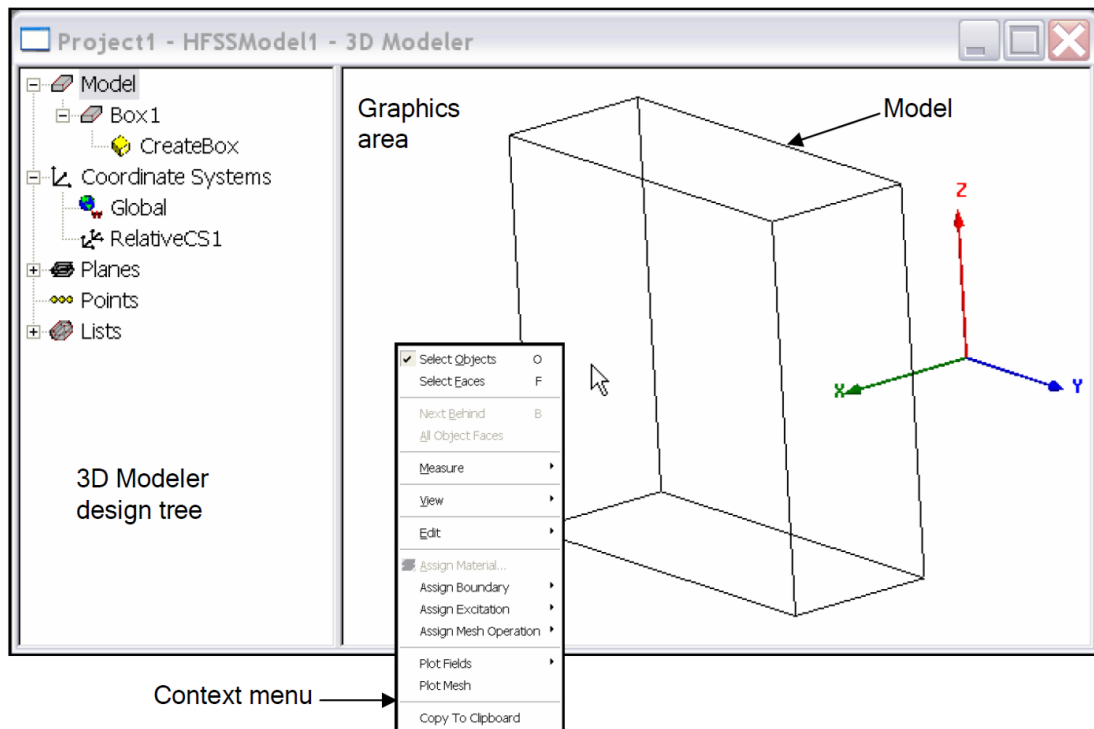 Project1 - HFSSModel1 - 3D Modeler
Model
Box1
CreateBox
Coordinate Systems
Global
RelativeCS1
Planes
Points
Lists
3D Modeler
design tree
Graphics
area
Model
Z
X
Y
Select Objects O
Select Faces F
Next Behind B
All Object Faces
Measure
View
Edit
Assign Material...
Assign Boundary
Assign Excitation
Assign Mesh Operation
Plot Fields
Plot Mesh
Copy To Clipboard
Context menu